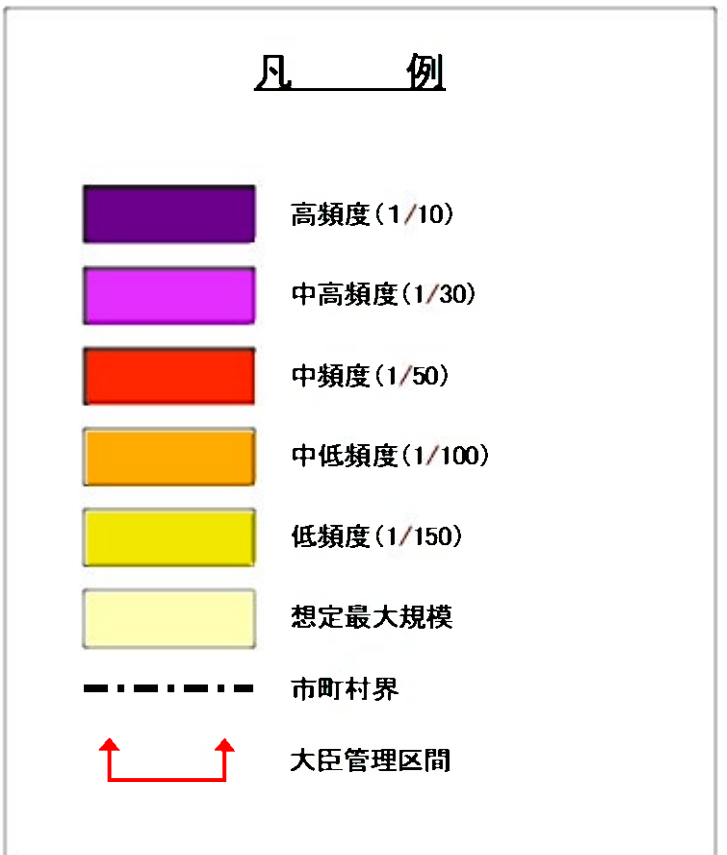 凡　例
高頻度(1/10)
中高頻度(1/30)
中頻度(1/50)
中低頻度(1/100)
低頻度(1/150)
想定最大規模
市町村界
大臣管理区間